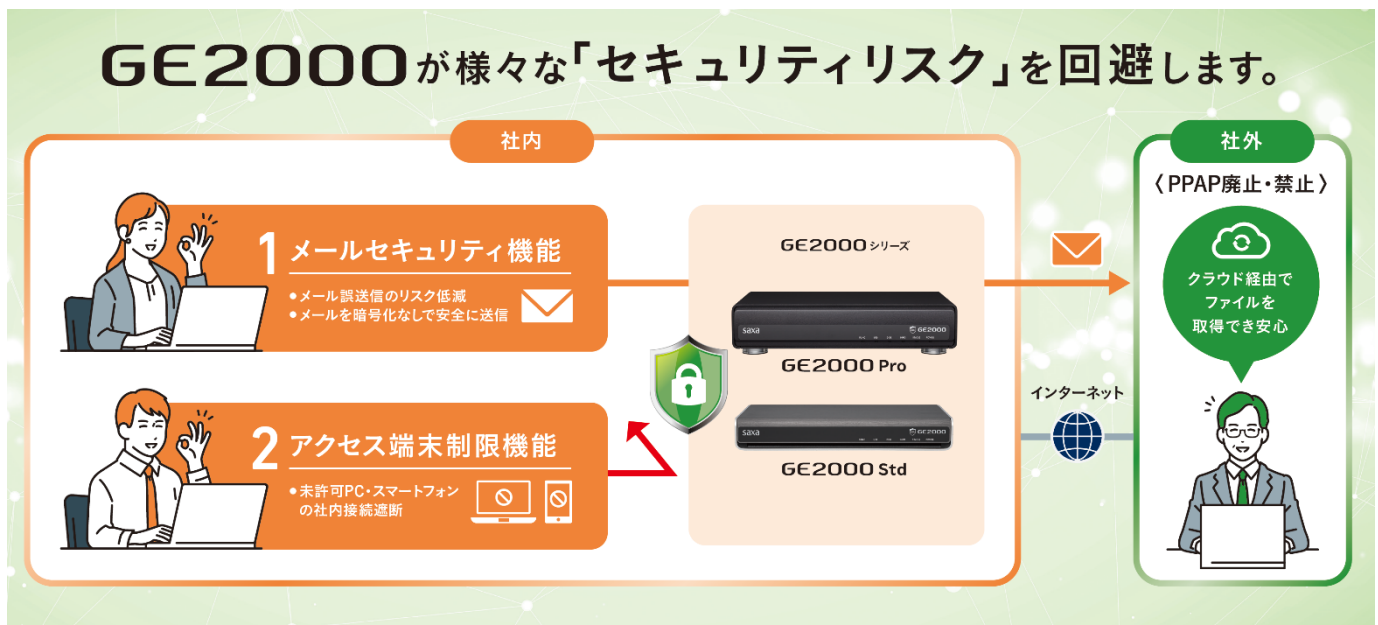 GE2000が様々な「セキュリティリスク」を回避します。
社内
1 メールセキュリティ機能
●メール誤送信のリスク低減
●メールを暗号化なしで安全に送信
2 アクセス端末制限機能
●未許可PC・スマートフォン
の社内接続遮断
GE2000シリーズ
saxa
GE2000
GE2000 Pro
saxa
GE2000
GE2000 Std
インターネット
社外
〈PPAP廃止・禁止〉
クラウド経由で
ファイルを
取得でき安心